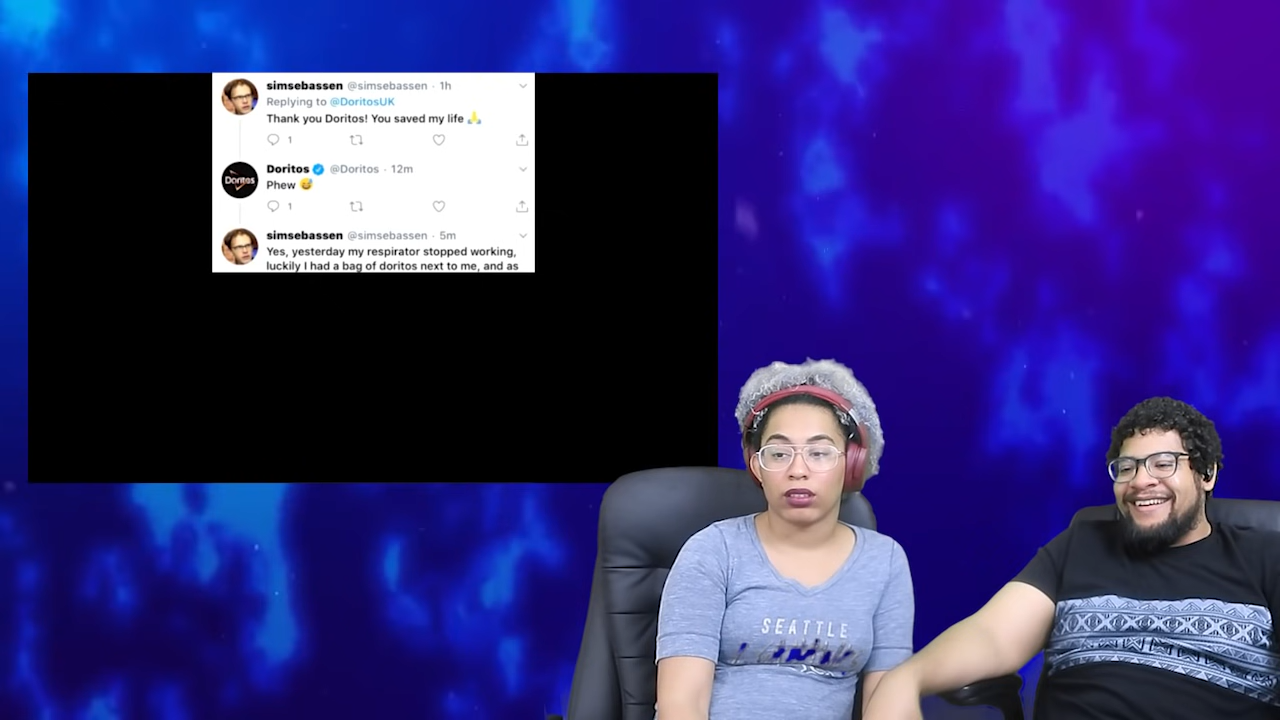 simsebassen @simsebassen · 1h
Replying to @DoritosUK
Thank you Doritos! You saved my life 🙏
1
Doritos
Doritos @Doritos · 12m
Phew 😅
1
simsebassen @simsebassen · 5m
Yes, yesterday my respirator stopped working,
luckily I had a bag of doritos next to me, and as
SEATTLE